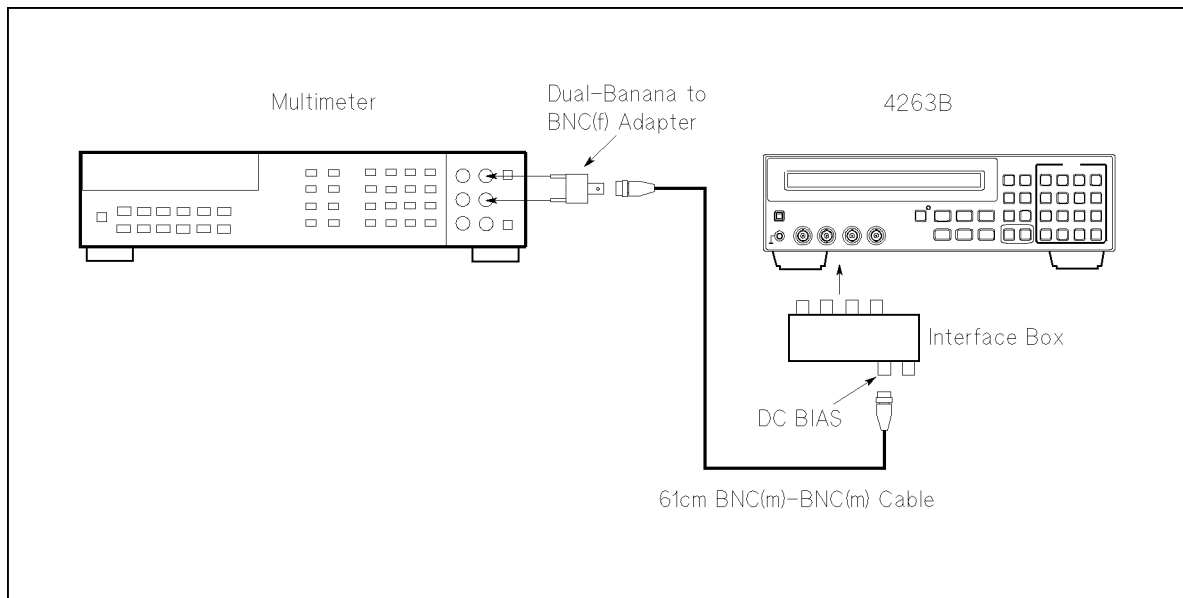 Multimeter
Dual-Banana to
BNC(f) Adapter
4263B
Interface Box
DC BIAS
61cm BNC(m)-BNC(m) Cable